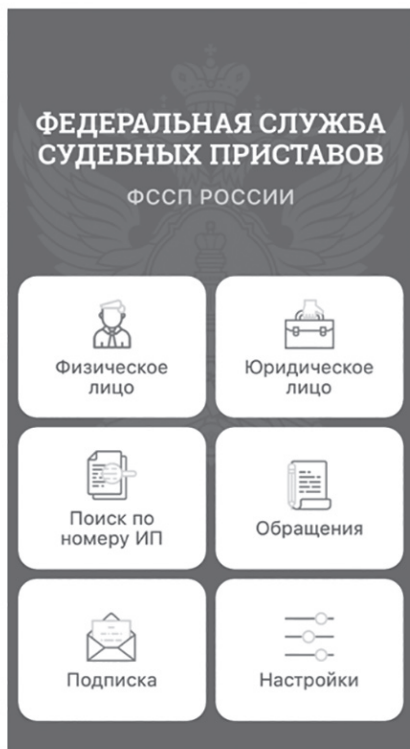 ФЕДЕРАЛЬНАЯ СЛУЖБА
СУДЕБНЫХ ПРИСТАВОВ
ФССП РОССИИ
Физическое
лицо
Юридическое
лицо
Поиск по
номеру ИП
Обращения
Подписка
Настройки